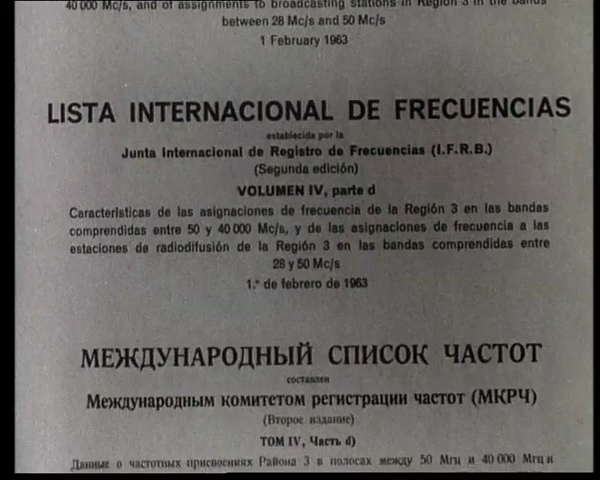 40 000 Mc/s, and of assignments to broadcasting stations in Region 3 in the bands
between 28 Mc/s and 50 Mc/s
1 February 1963
LISTA INTERNACIONAL DE FRECUENCIAS
establecida por la
Junta Internacional de Registro de Frecuencias (I.F.R.B.)
(Segunda edición)
VOLUMEN IV, parte d
Características de las asignaciones de frecuencia de la Región 3 en las bandas
comprendidas entre 50 y 40 000 Mc/s, y de las asignaciones de frecuencia a las
estaciones de radiodifusión de la Región 3 en las bandas comprendidas entre
28 y 50 Mc/s
1.° de febrero de 1963
МЕЖДУНАРОДНЫЙ СПИСОК ЧАСТОТ
составлен
Международным комитетом регистрации частот (МКРЧ)
(Второе издание)
ТОМ IV, Часть d)
Данные о частотных присвоениях Района 3 в полосах между 50 Мгц и 40 000 Мгц и